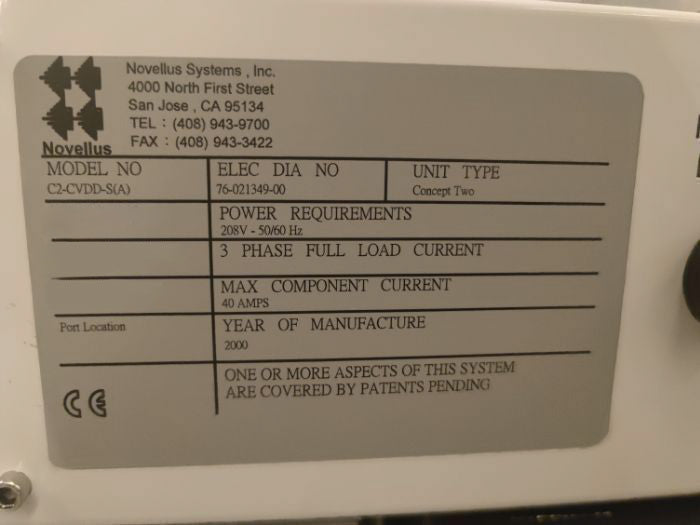 Novellus Systems , Inc.
4000 North First Street
San Jose , CA 95134
TEL : (408) 943-9700
FAX : (408) 943-3422
Novellus
MODEL NO
C2-CVDD-S(A)
ELEC DIA NO
76-021349-00
UNIT TYPE
Concept Two
POWER REQUIREMENTS
208V - 50/60 Hz
3 PHASE FULL LOAD CURRENT
MAX COMPONENT CURRENT
40 AMPS
Port Location
YEAR OF MANUFACTURE
2000
ONE OR MORE ASPECTS OF THIS SYSTEM
ARE COVERED BY PATENTS PENDING
CE